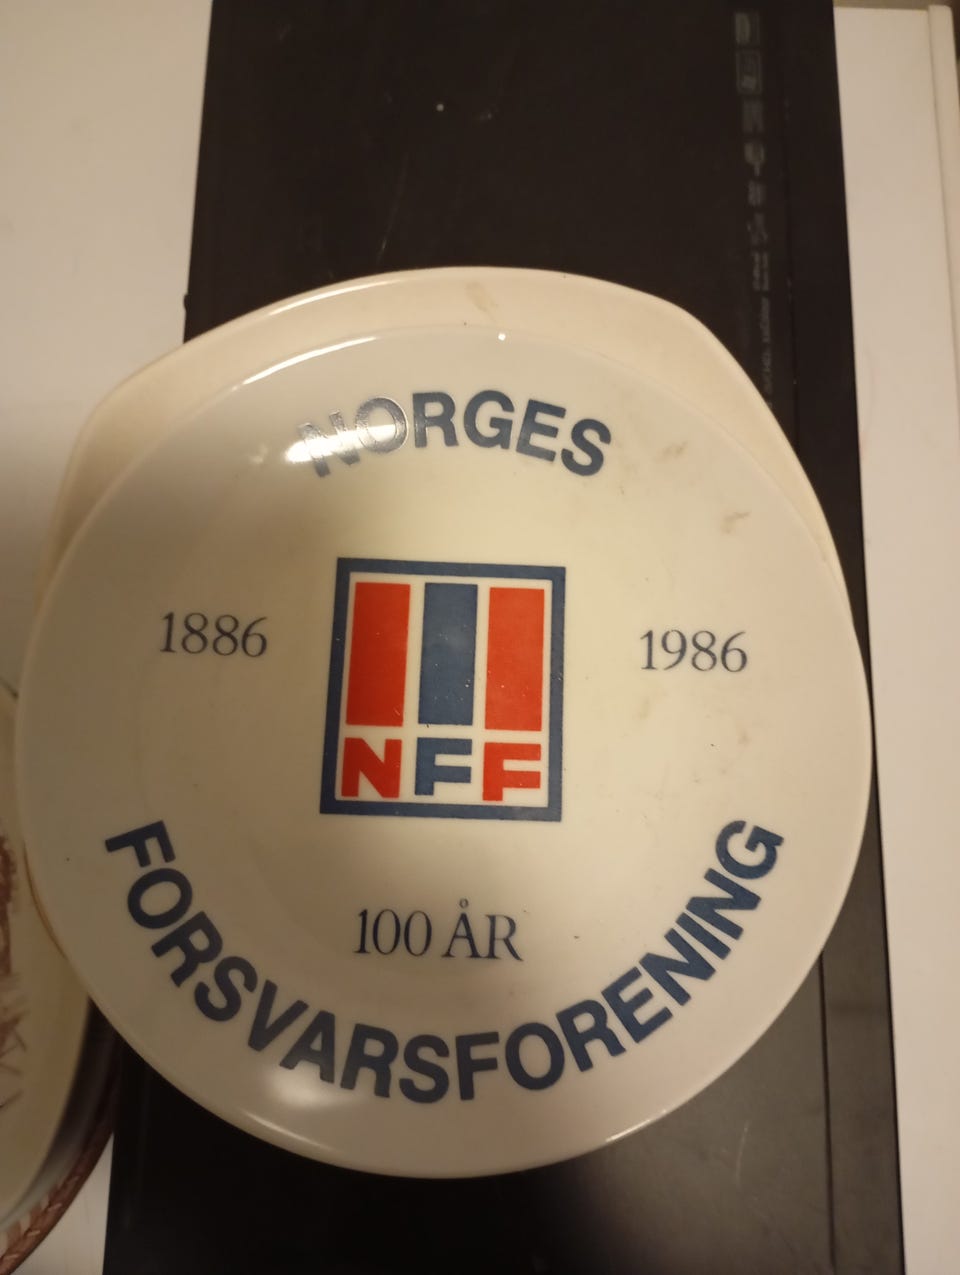 NORGES
1886
1986
NFF
100 ÅR
FORSVARSFORENING